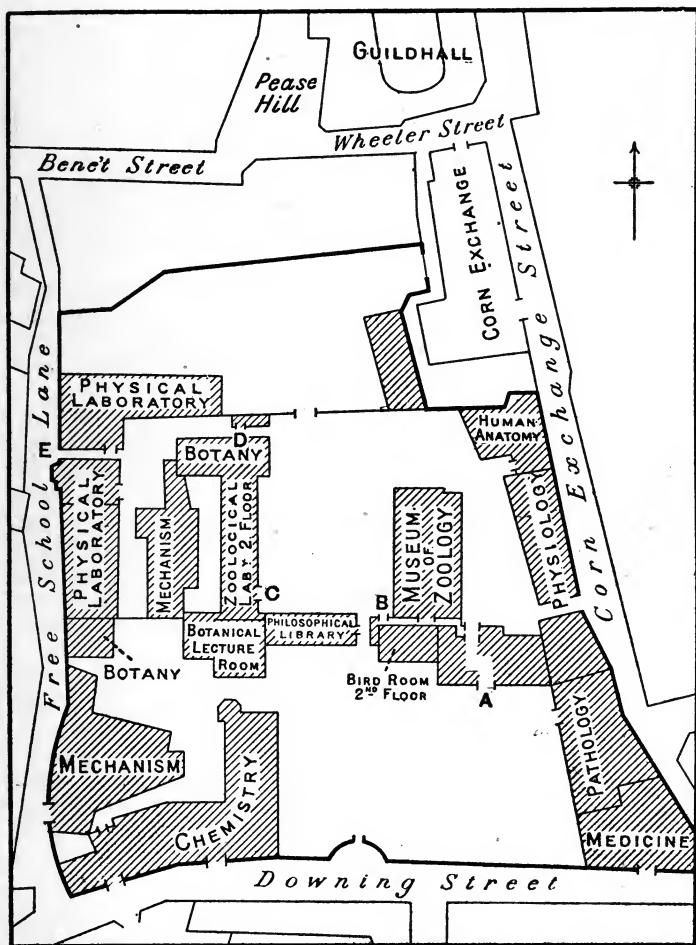 GUILDHALL
Pease
Hill
Wheeler Street
Bene't Street
CORN EXCHANGE
Corn Exchange Street
Free School Lane
PHYSICAL
LABORATORY
E
D
BOTANY
HUMAN
ANATOMY
PHYSICAL
LABORATORY
MECHANISM
ZOOLOGICAL
LABY 2. FLOOR
C
MUSEUM
OF
ZOOLOGY
PHYSIOLOGY
B
BOTANICAL
LECTURE
ROOM
PHILOSOPHICAL
LIBRARY
BOTANY
BIRD ROOM
2ND FLOOR
A
MECHANISM
CHEMISTRY
PATHOLOGY
MEDICINE
Downing Street